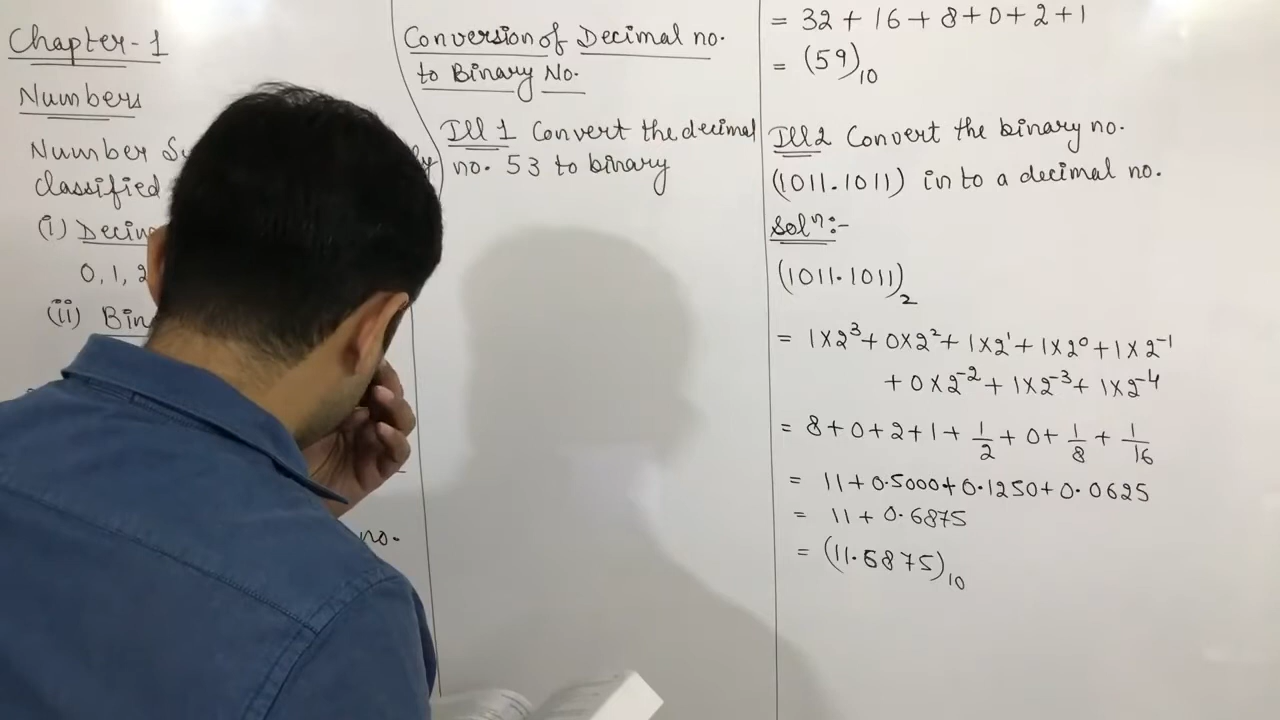 Chapter-1
Numbers
Number
classified
(i)
0, 1, 2
(ii)
no.
Conversion of Decimal no.
to Binary No.
Ill 1 Convert the decimal
no. 53 to binary
= 32 + 16 + 8 + 0 + 2 + 1
= (59)₁₀
Ill 2 Convert the binary no.
(1011.1011) in to a decimal no.
Solⁿ:-
(1011.1011)₂
= 1×2³ + 0×2² + 1×2¹ + 1×2⁰ + 1×2⁻¹
+ 0×2⁻² + 1×2⁻³ + 1×2⁻⁴
= 8 + 0 + 2 + 1 + 1/2 + 0 + 1/8 + 1/16
= 11 + 0.5000 + 0.1250 + 0.0625
= 11 + 0.6875
= (11.6875)₁₀